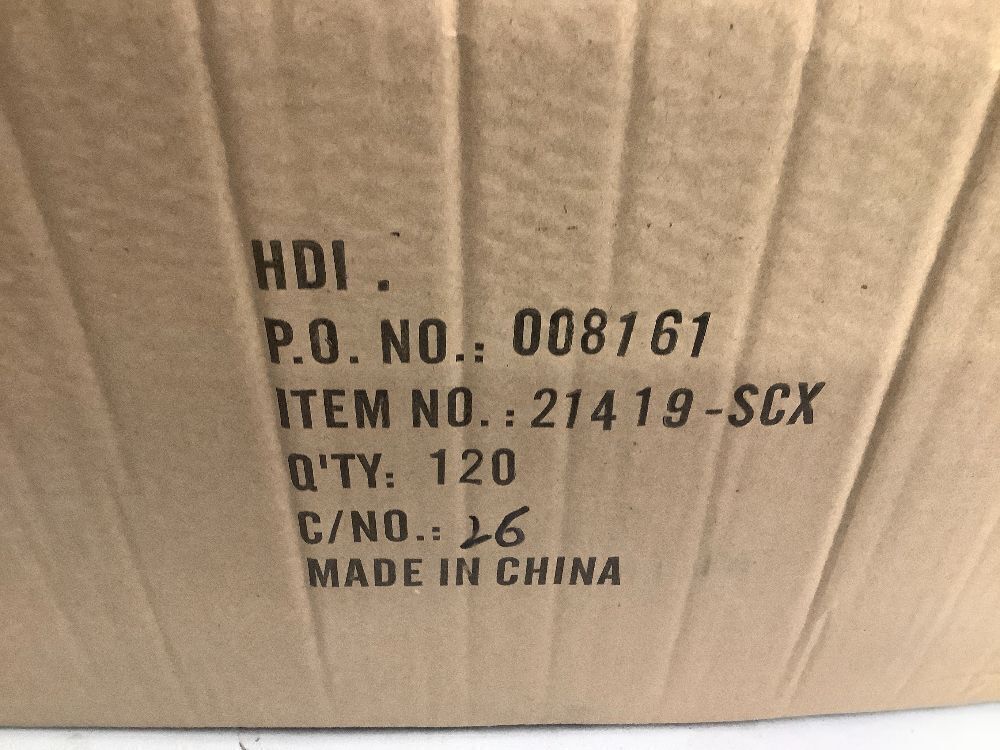 HDI .
P.O. NO.: 008161
ITEM NO.: 21419-SCX
Q'TY: 120
C/NO.: 26
MADE IN CHINA